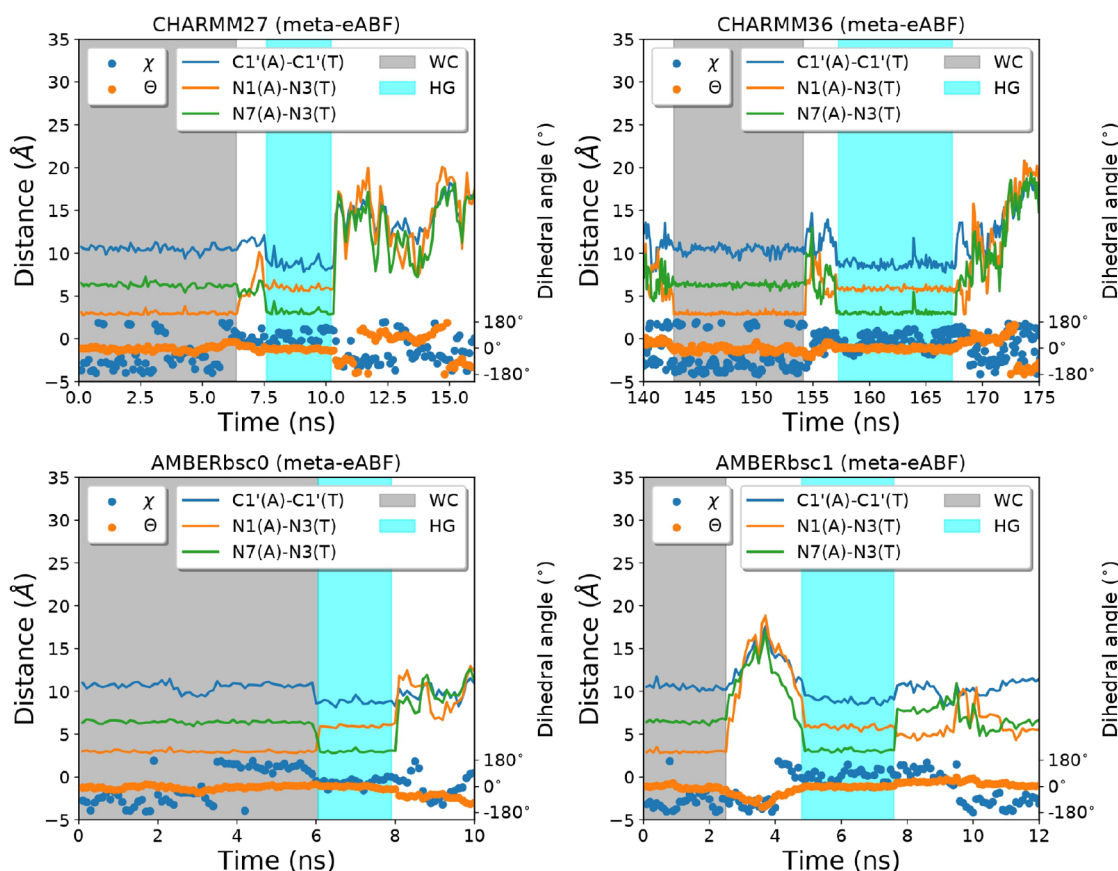 CHARMM27 (meta-eABF)
35
30
25
20
15
10
5
0
−5
Distance (Å)
χ
Θ
C1'(A)-C1'(T)
N1(A)-N3(T)
N7(A)-N3(T)
WC
HG
180°
0°
-180°
Dihedral angle (°)
0.0 2.5 5.0 7.5 10.0 12.5 15.0
Time (ns)
CHARMM36 (meta-eABF)
35
30
25
20
15
10
5
0
−5
Distance (Å)
χ
Θ
C1'(A)-C1'(T)
N1(A)-N3(T)
N7(A)-N3(T)
WC
HG
180°
0°
-180°
Dihedral angle (°)
140 145 150 155 160 165 170 175
Time (ns)
AMBERbsc0 (meta-eABF)
35
30
25
20
15
10
5
0
−5
Distance (Å)
χ
Θ
C1'(A)-C1'(T)
N1(A)-N3(T)
N7(A)-N3(T)
WC
HG
180°
0°
-180°
Dihedral angle (°)
0 2 4 6 8 10
Time (ns)
AMBERbsc1 (meta-eABF)
35
30
25
20
15
10
5
0
−5
Distance (Å)
χ
Θ
C1'(A)-C1'(T)
N1(A)-N3(T)
N7(A)-N3(T)
WC
HG
180°
0°
-180°
Dihedral angle (°)
0 2 4 6 8 10 12
Time (ns)